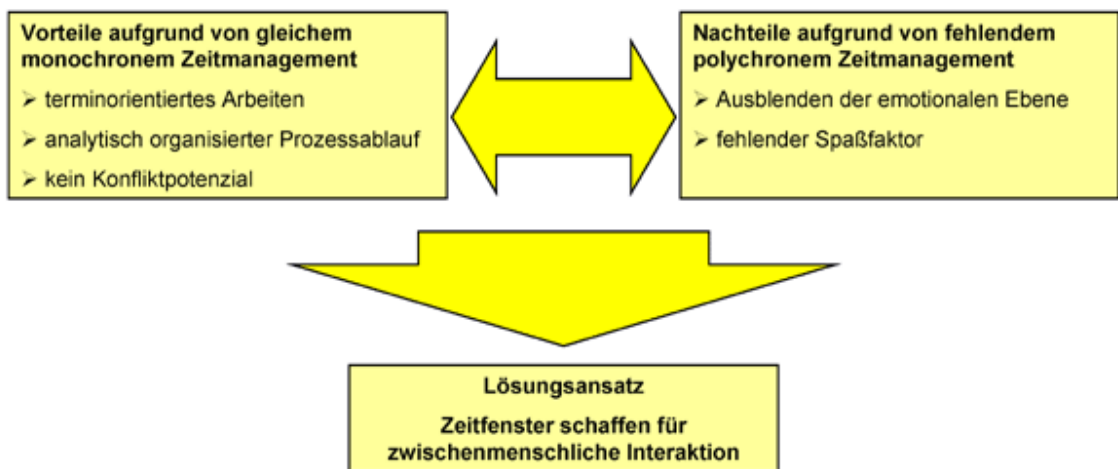 Vorteile aufgrund von gleichem
monochronem Zeitmanagement
➢ terminorientiertes Arbeiten
➢ analytisch organisierter Prozessablauf
➢ kein Konfliktpotenzial
Nachteile aufgrund von fehlendem
polychronem Zeitmanagement
➢ Ausblenden der emotionalen Ebene
➢ fehlender Spaßfaktor
Lösungsansatz
Zeitfenster schaffen für
zwischenmenschliche Interaktion